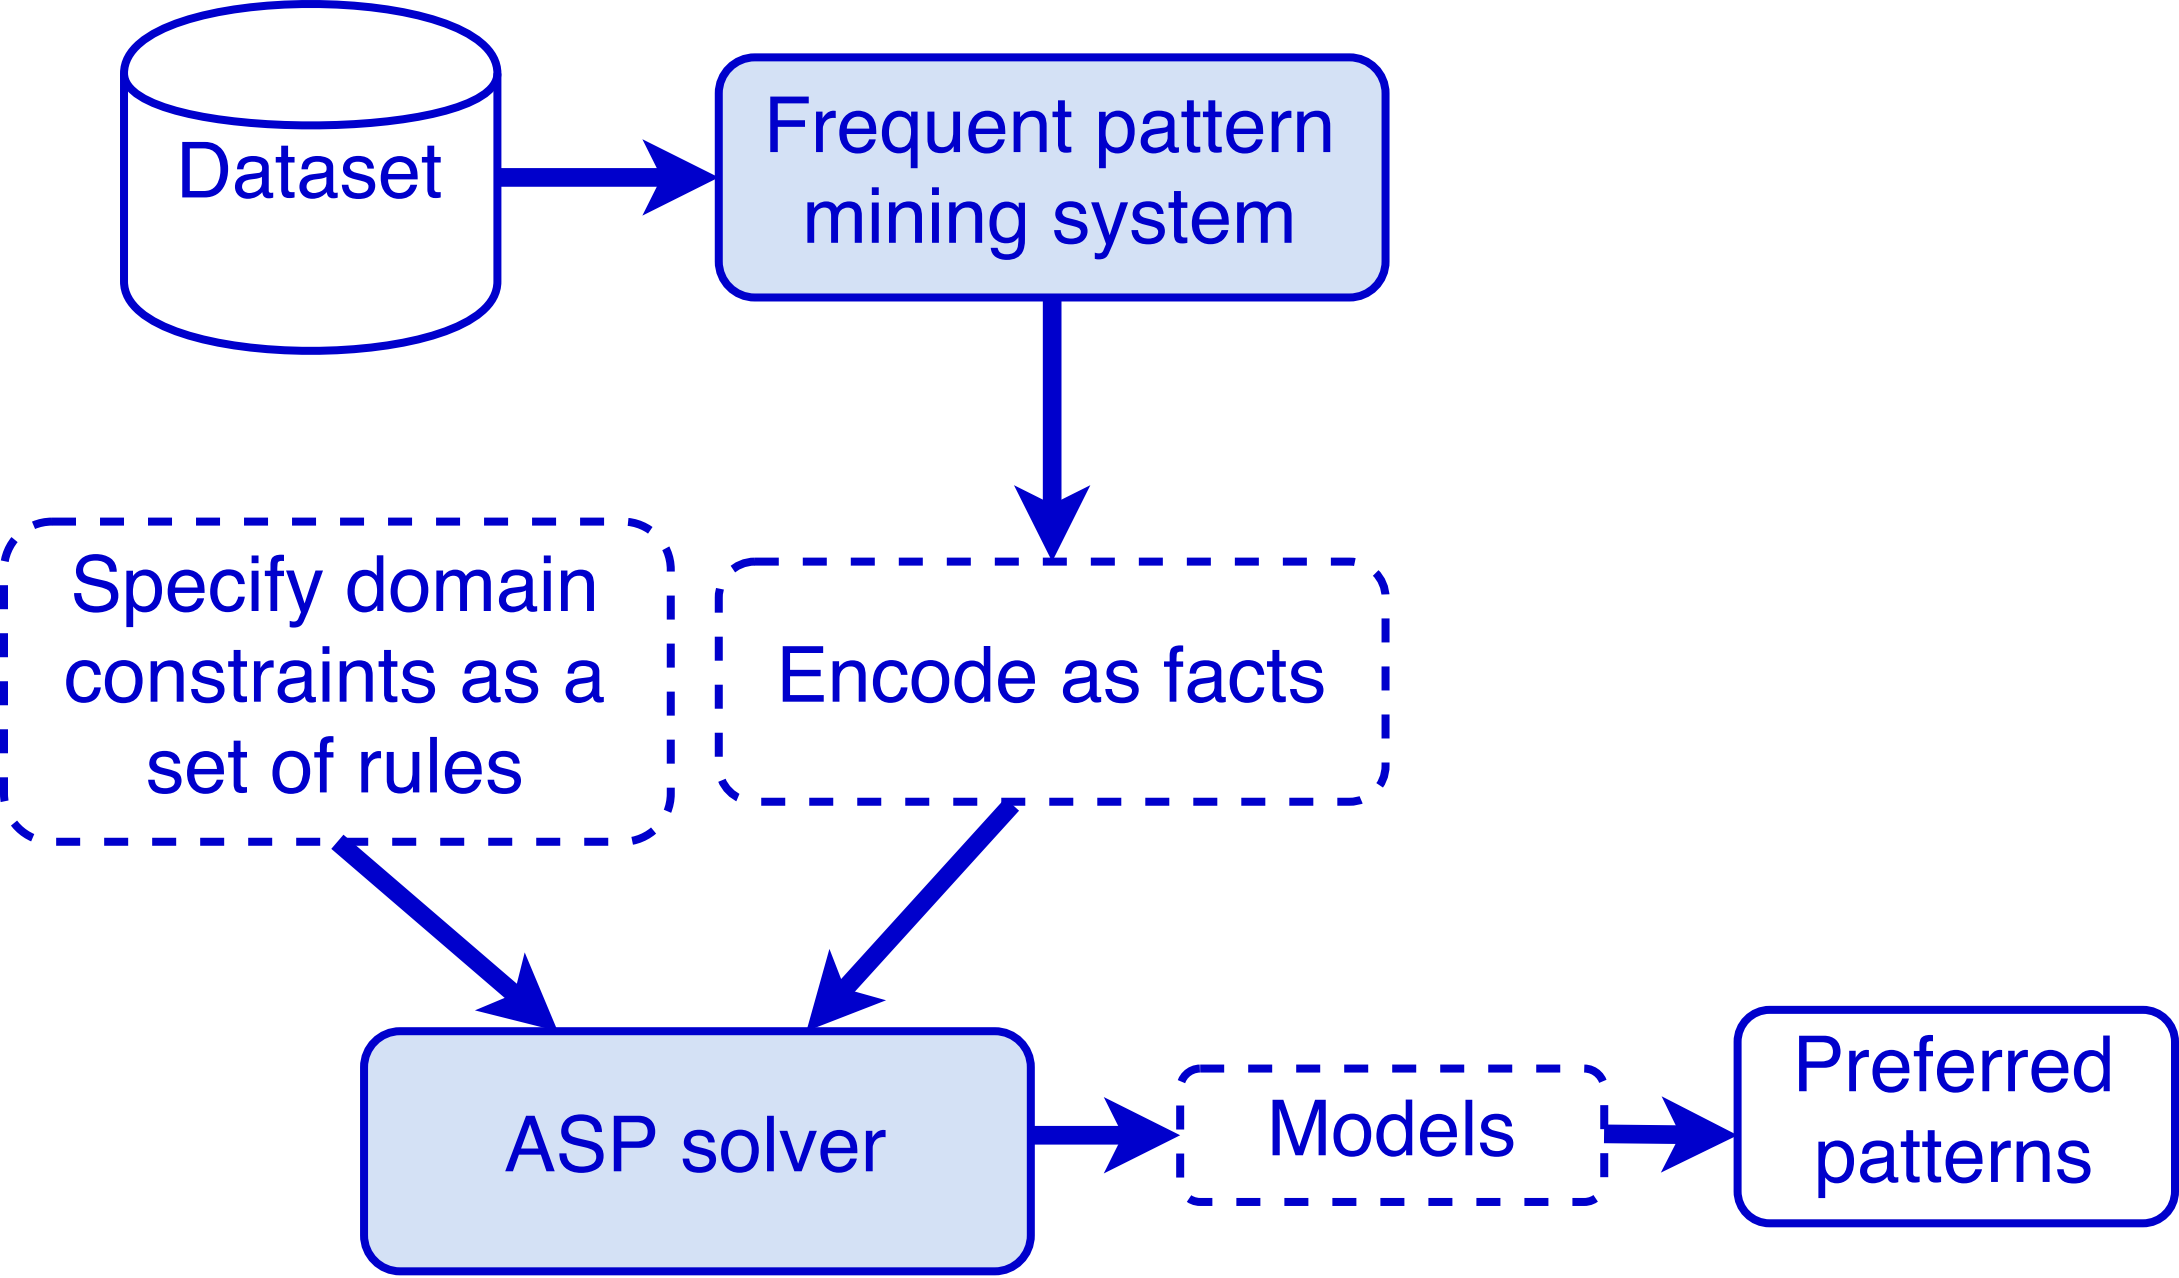 Dataset
Frequent pattern
mining system
Specify domain
constraints as a
set of rules
Encode as facts
ASP solver
Models
Preferred
patterns